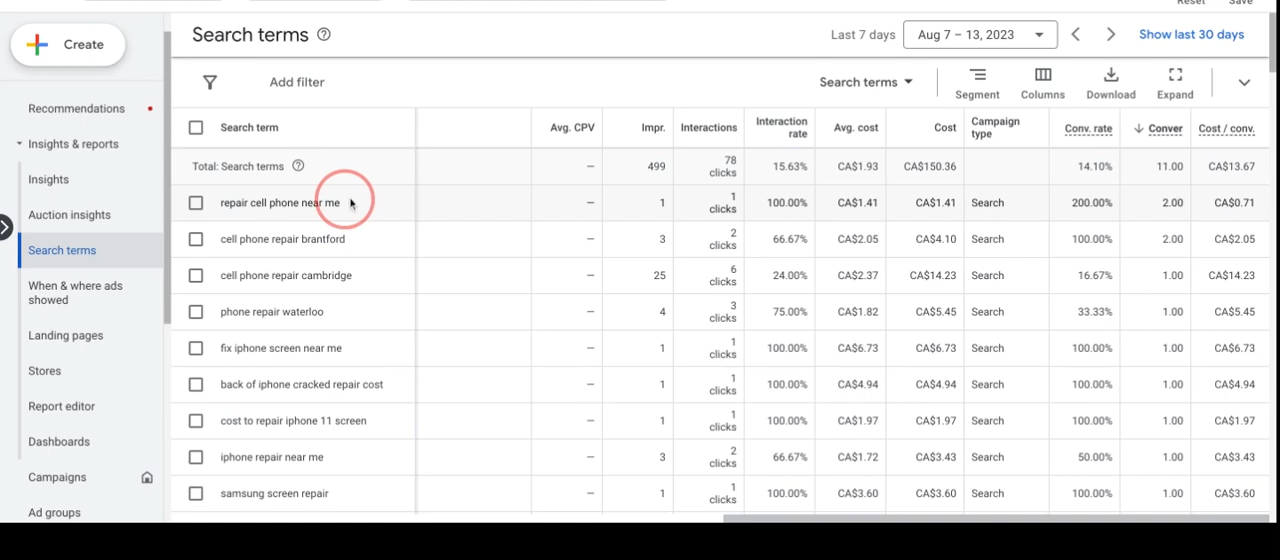 Reset Save
Create
Search terms
Last 7 days Aug 7 – 13, 2023 Show last 30 days
Add filter
Search terms
Segment Columns Download Expand
Recommendations
Insights & reports
Insights
Auction insights
Search terms
When & where ads
showed
Landing pages
Stores
Report editor
Dashboards
Campaigns
Ad groups
Search term Avg. CPV Impr. Interactions Interaction rate Avg. cost Cost Campaign type Conv. rate Conver Cost / conv.
Total: Search terms – 499 78 clicks 15.63% CA$1.93 CA$150.36 14.10% 11.00 CA$13.67
repair cell phone near me – 1 1 clicks 100.00% CA$1.41 CA$1.41 Search 200.00% 2.00 CA$0.71
cell phone repair brantford – 3 2 clicks 66.67% CA$2.05 CA$4.10 Search 100.00% 2.00 CA$2.05
cell phone repair cambridge – 25 6 clicks 24.00% CA$2.37 CA$14.23 Search 16.67% 1.00 CA$14.23
phone repair waterloo – 4 3 clicks 75.00% CA$1.82 CA$5.45 Search 33.33% 1.00 CA$5.45
fix iphone screen near me – 1 1 clicks 100.00% CA$6.73 CA$6.73 Search 100.00% 1.00 CA$6.73
back of iphone cracked repair cost – 1 1 clicks 100.00% CA$4.94 CA$4.94 Search 100.00% 1.00 CA$4.94
cost to repair iphone 11 screen – 1 1 clicks 100.00% CA$1.97 CA$1.97 Search 100.00% 1.00 CA$1.97
iphone repair near me – 3 2 clicks 66.67% CA$1.72 CA$3.43 Search 50.00% 1.00 CA$3.43
samsung screen repair – 1 1 clicks 100.00% CA$3.60 CA$3.60 Search 100.00% 1.00 CA$3.60